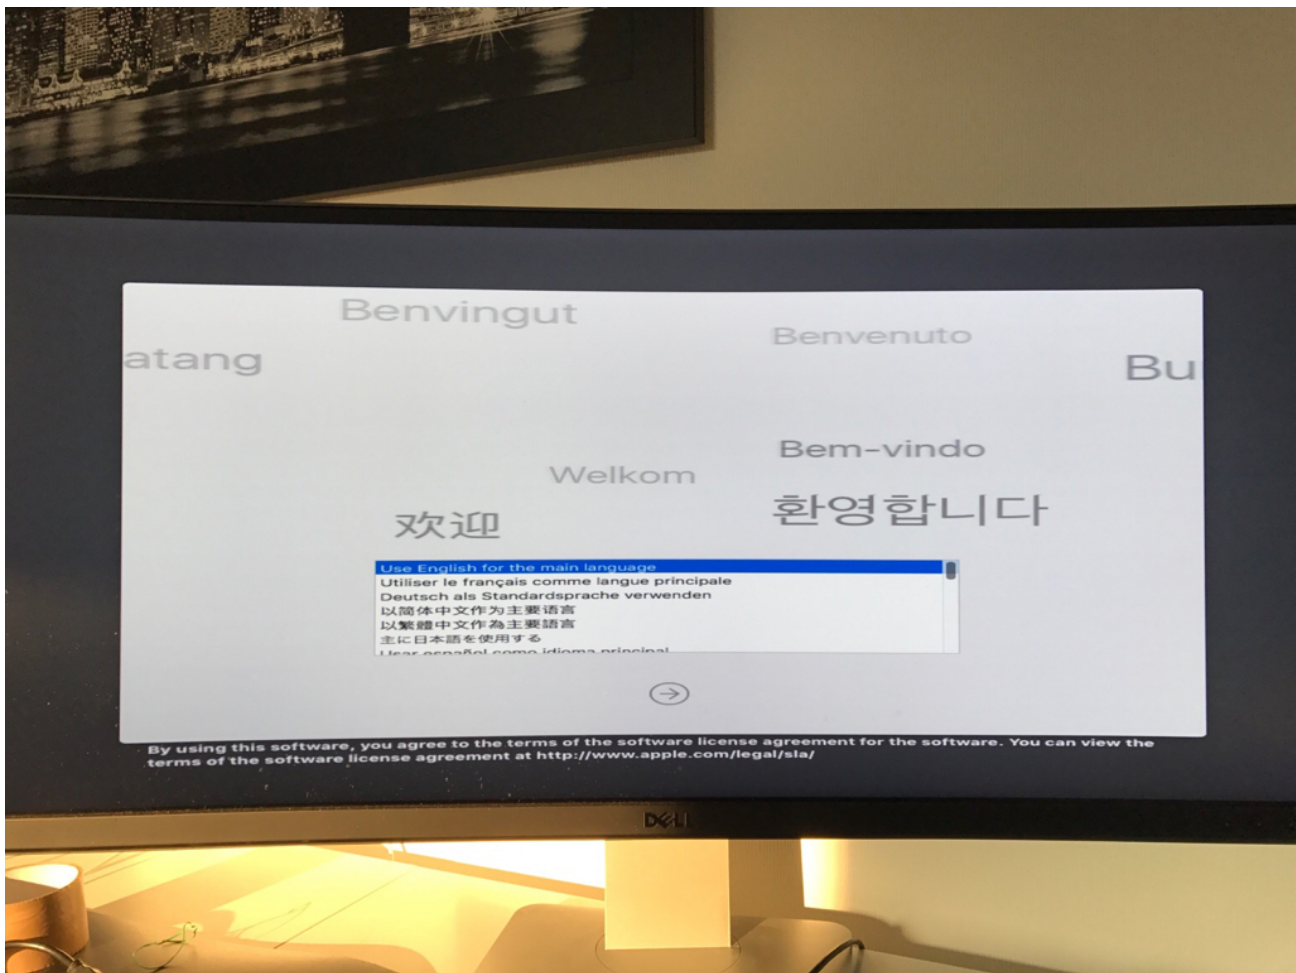 Benvingut
Benvenuto
atang
Bu
Bem-vindo
Welkom
환영합니다
欢迎
Use English for the main language
Utiliser le français comme langue principale
Deutsch als Standardsprache verwenden
以简体中文作为主要语言
以繁體中文作為主要語言
主に日本語を使用する
Usar español como idioma principal
By using this software, you agree to the terms of the software license agreement for the software. You can view the
terms of the software license agreement at http://www.apple.com/legal/sla/
DELL